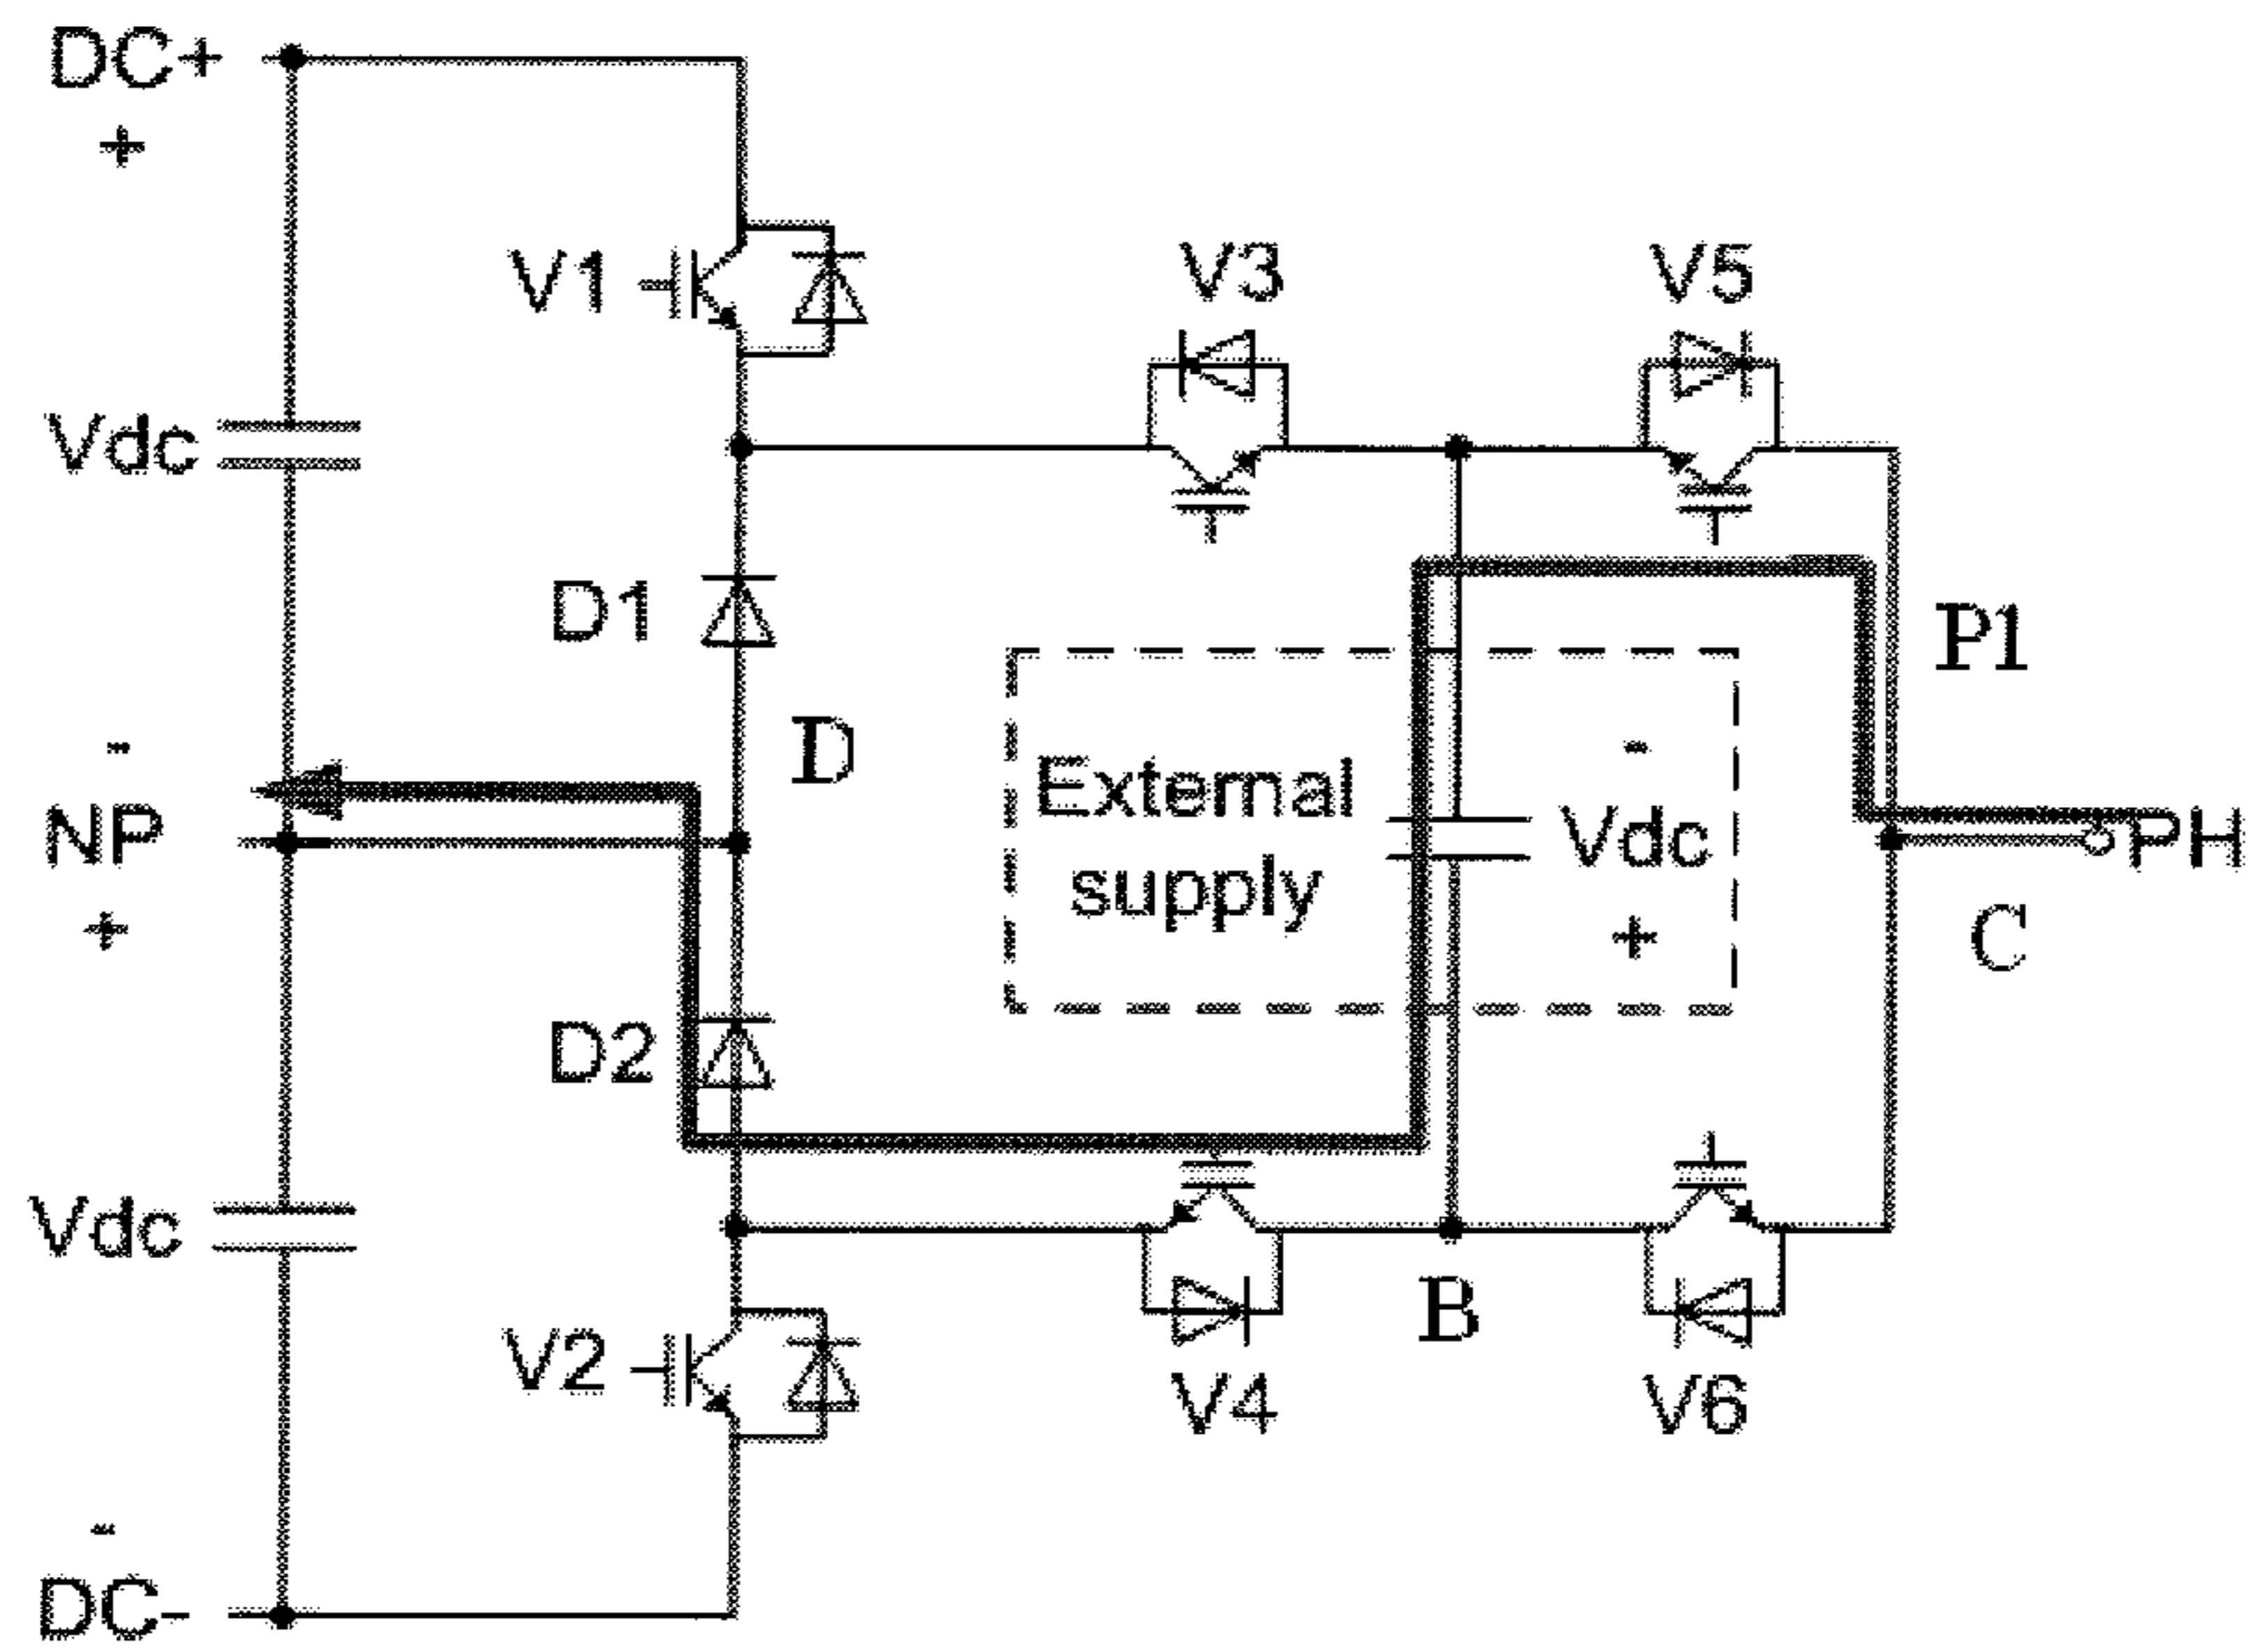 DC+
+
V1
V3
V5
Vdc
D1
P1
D
-
-
External
supply
Vdc
NP
PH
+
+
C
D2
Vdc
B
V2
V4
V6
-
DC-